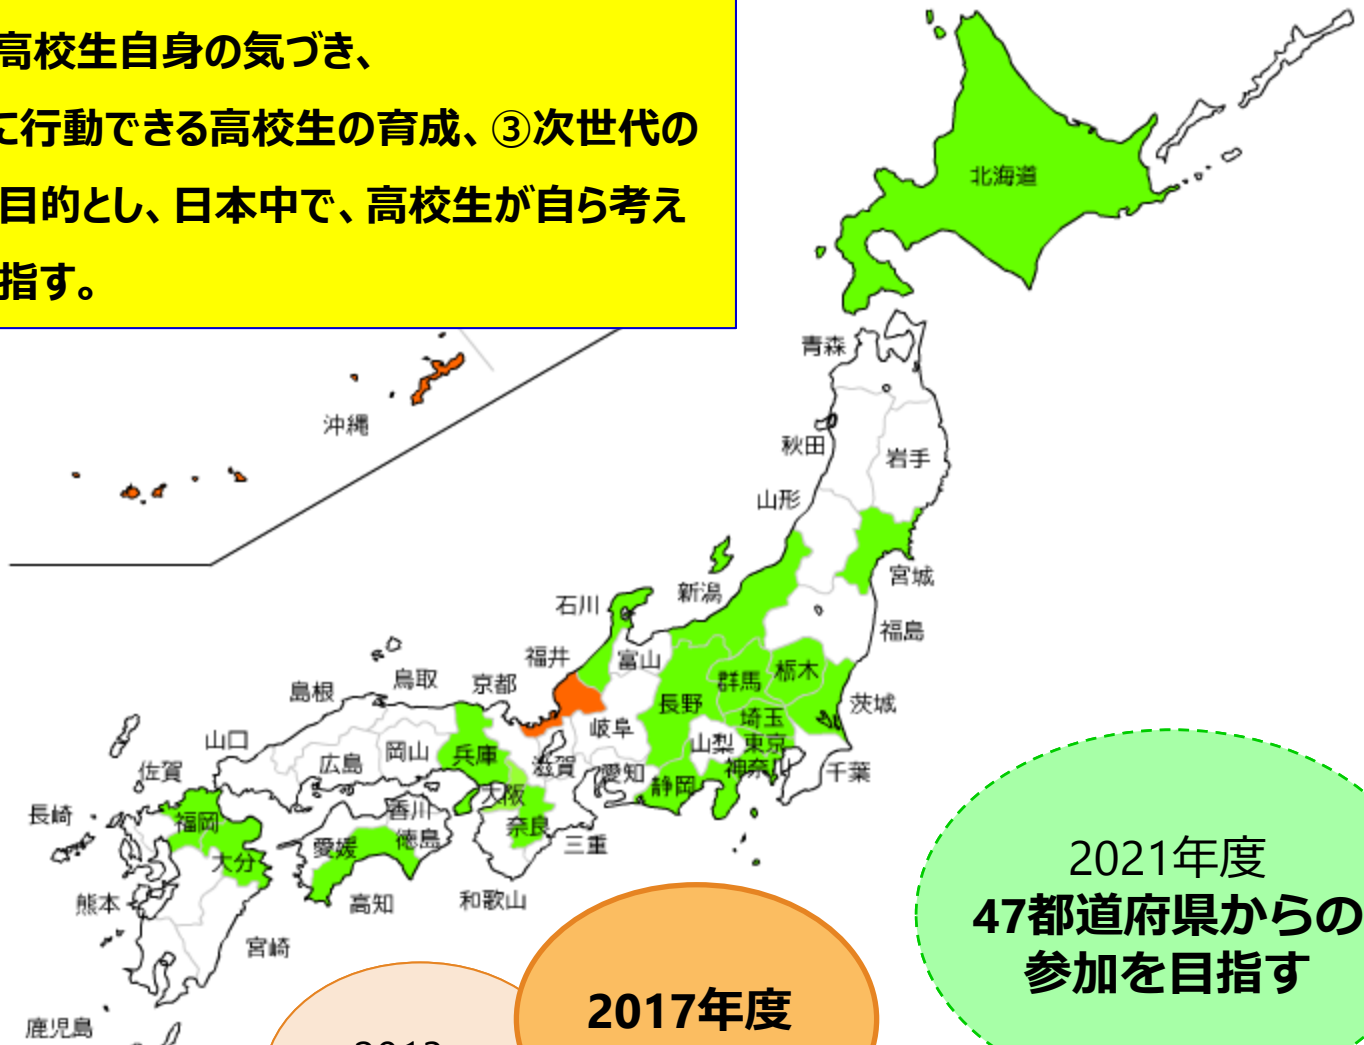 高校生自身の気づき、
に行動できる高校生の育成、③次世代の
目的とし、日本中で、高校生が自ら考え
指す。
北海道
青森
沖縄
秋田
岩手
山形
宮城
新潟
石川
福島
福井
富山
栃木
群馬
鳥取
京都
島根
長野
茨城
埼玉
岐阜
山口
山梨
東京
岡山
兵庫
広島
滋賀
神奈川
佐賀
愛知
千葉
静岡
大阪
長崎
香川
福岡
奈良
徳島
三重
愛媛
大分
熊本
高知
和歌山
宮崎
鹿児島
2021年度
47都道府県からの
参加を目指す
2017年度